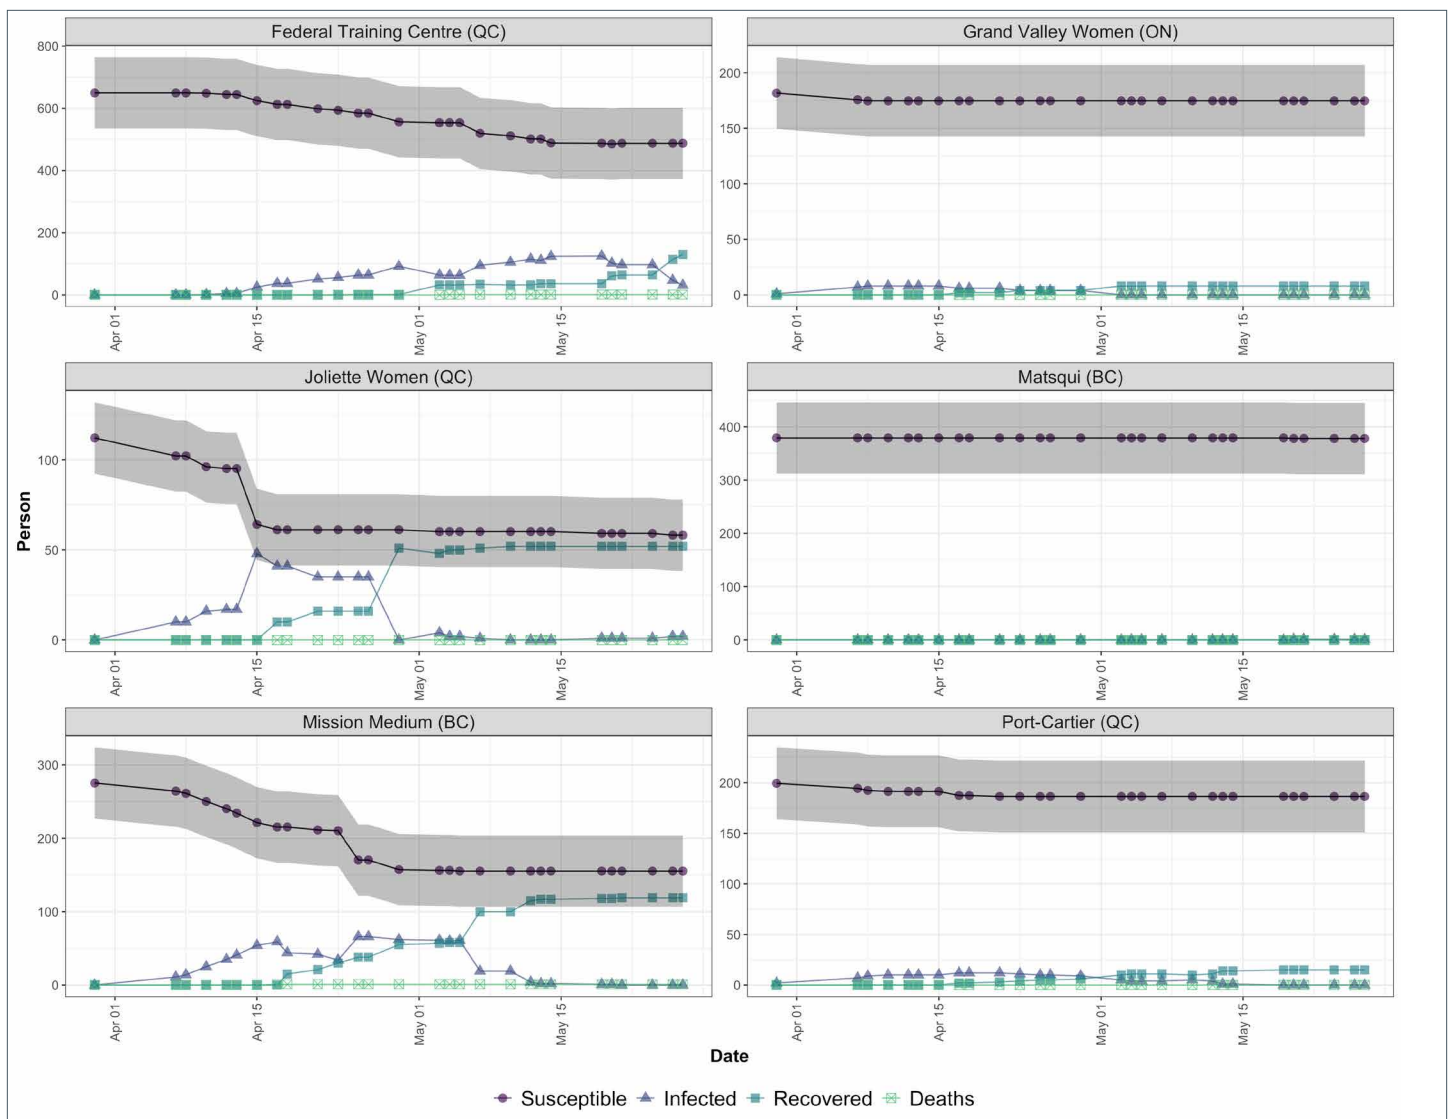 Federal Training Centre (QC)
Grand Valley Women (ON)
800
600
400
200
0
200
150
100
50
0
Apr 01
Apr 15
May 01
May 15
Apr 01
Apr 15
May 01
May 15
Joliette Women (QC)
Matsqui (BC)
Person
100
50
0
400
300
200
100
0
Apr 01
Apr 15
May 01
May 15
Apr 01
Apr 15
May 01
May 15
Mission Medium (BC)
Port-Cartier (QC)
300
200
100
0
200
150
100
50
0
Apr 01
Apr 15
May 01
May 15
Apr 01
Apr 15
May 01
May 15
Date
Susceptible Infected Recovered Deaths